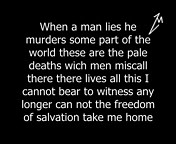 When a man lies he
murders some part of the
world these are the pale
deaths wich men miscall
there there lives all this I
cannot bear to witness any
longer can not the freedom
of salvation take me home